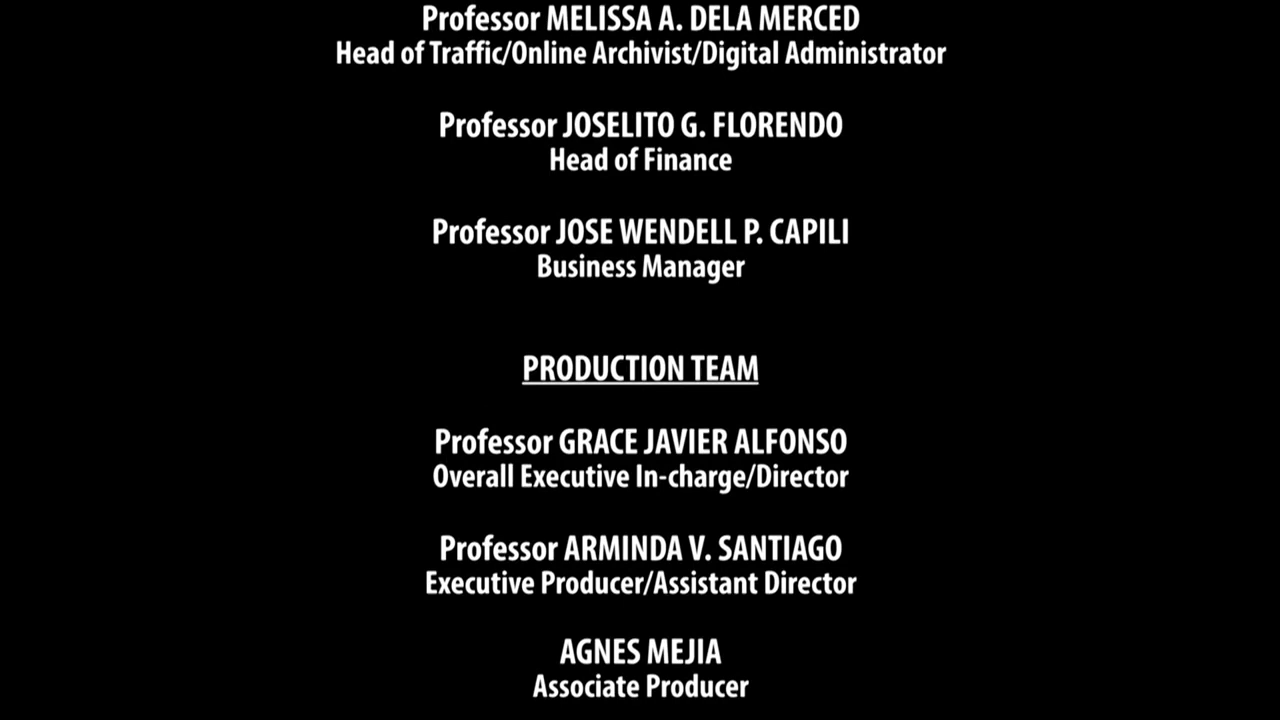 Professor MELISSA A. DELA MERCED
Head of Traffic/Online Archivist/Digital Administrator
Professor JOSELITO G. FLORENDO
Head of Finance
Professor JOSE WENDELL P. CAPILI
Business Manager
PRODUCTION TEAM
Professor GRACE JAVIER ALFONSO
Overall Executive In-charge/Director
Professor ARMINDA V. SANTIAGO
Executive Producer/Assistant Director
AGNES MEJIA
Associate Producer